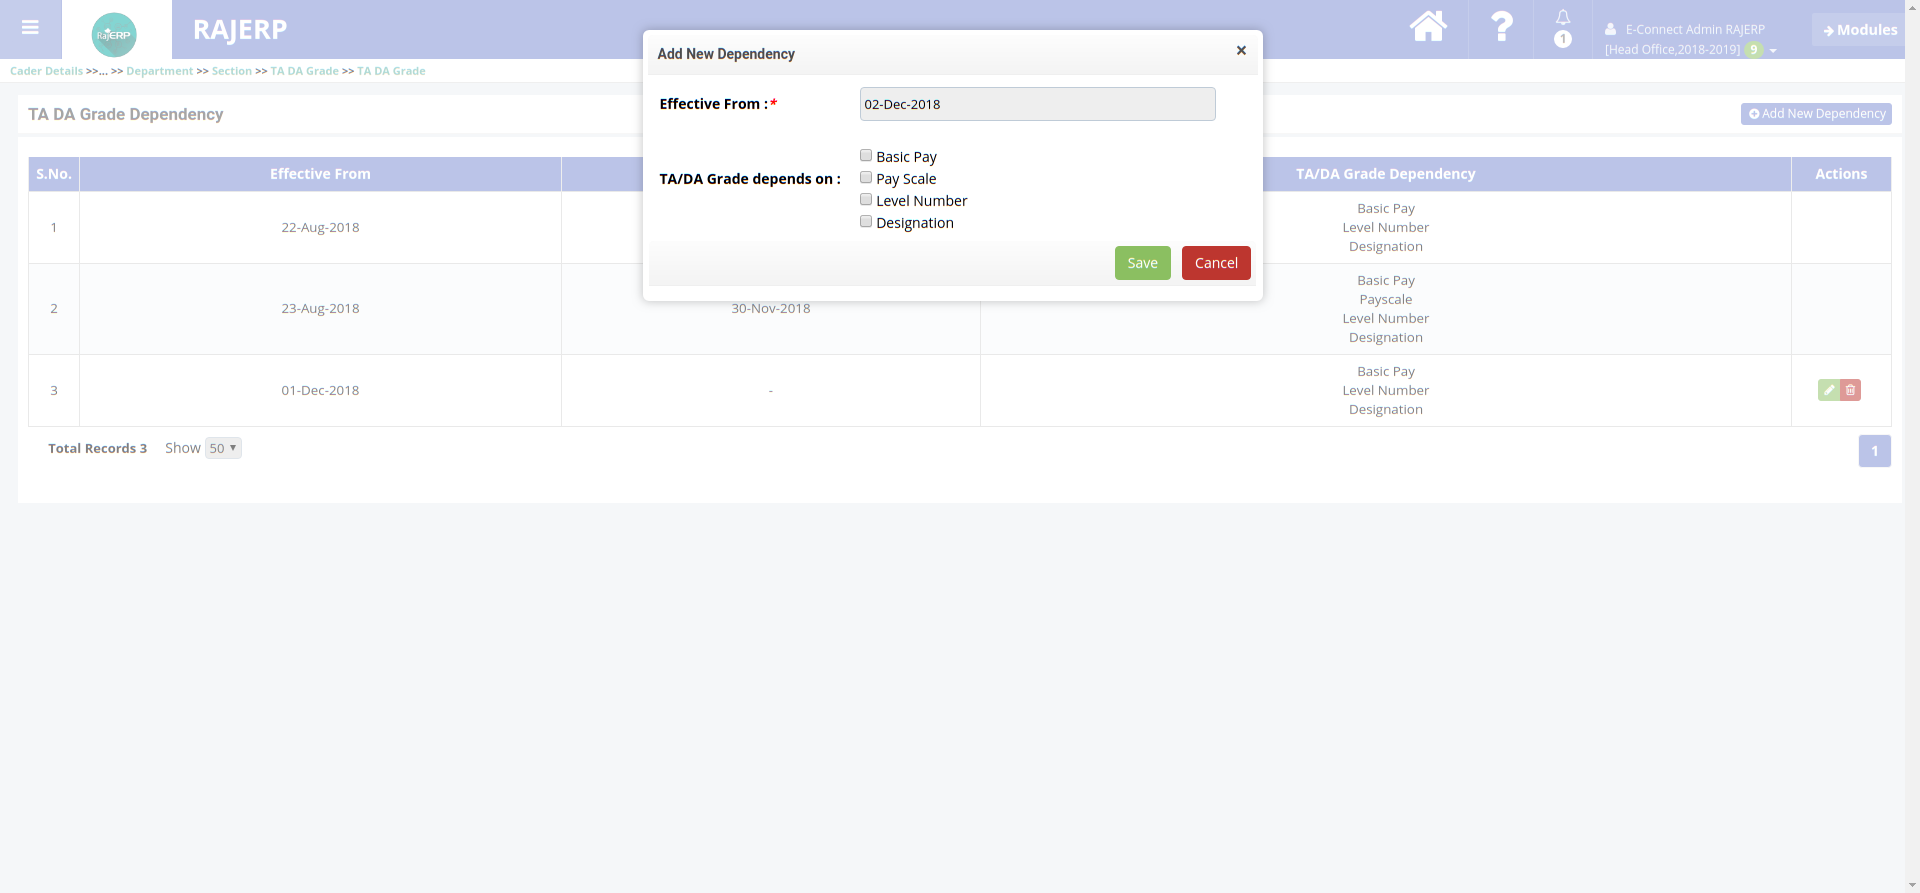 RajERP
RAJERP
1
E-Connect Admin RAJERP
[Head Office,2018-2019] 9
Modules
Cader Details >>... >> Department >> Section >> TA DA Grade >> TA DA Grade
Add New Dependency
×
Effective From :*
02-Dec-2018
TA/DA Grade depends on :
Basic Pay
Pay Scale
Level Number
Designation
Save
Cancel
TA DA Grade Dependency
Add New Dependency
S.No.
Effective From
TA/DA Grade Dependency
Actions
1
22-Aug-2018
Basic Pay
Level Number
Designation
2
23-Aug-2018
30-Nov-2018
Basic Pay
Payscale
Level Number
Designation
3
01-Dec-2018
-
Basic Pay
Level Number
Designation
Total Records 3
Show 50
1